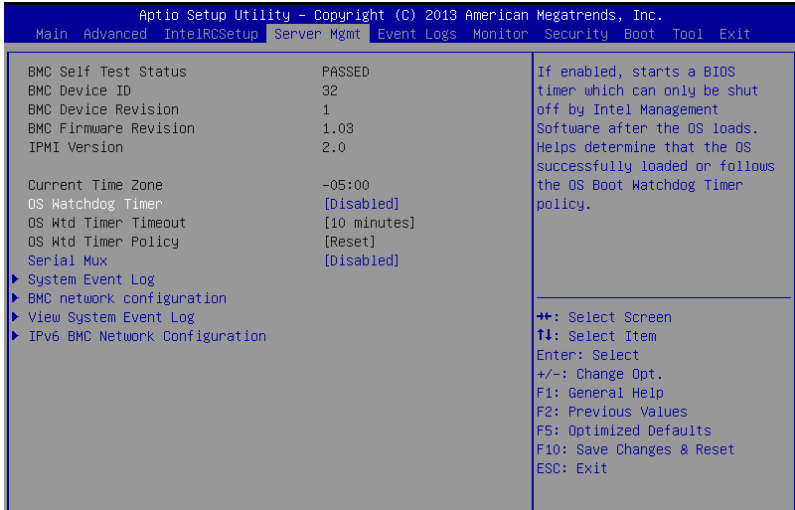 Aptio Setup Utility – Copyright (C) 2013 American Megatrends, Inc.
Main Advanced IntelRCSetup Server Mgmt Event Logs Monitor Security Boot Tool Exit
BMC Self Test Status PASSED
BMC Device ID 32
BMC Device Revision 1
BMC Firmware Revision 1.03
IPMI Version 2.0
Current Time Zone -05:00
OS Watchdog Timer [Disabled]
OS Wtd Timer Timeout [10 minutes]
OS Wtd Timer Policy [Reset]
Serial Mux [Disabled]
System Event Log
BMC network configuration
View System Event Log
IPv6 BMC Network Configuration
If enabled, starts a BIOS
timer which can only be shut
off by Intel Management
Software after the OS loads.
Helps determine that the OS
successfully loaded or follows
the OS Boot Watchdog Timer
policy.
→←: Select Screen
↑↓: Select Item
Enter: Select
+/-: Change Opt.
F1: General Help
F2: Previous Values
F5: Optimized Defaults
F10: Save Changes & Reset
ESC: Exit